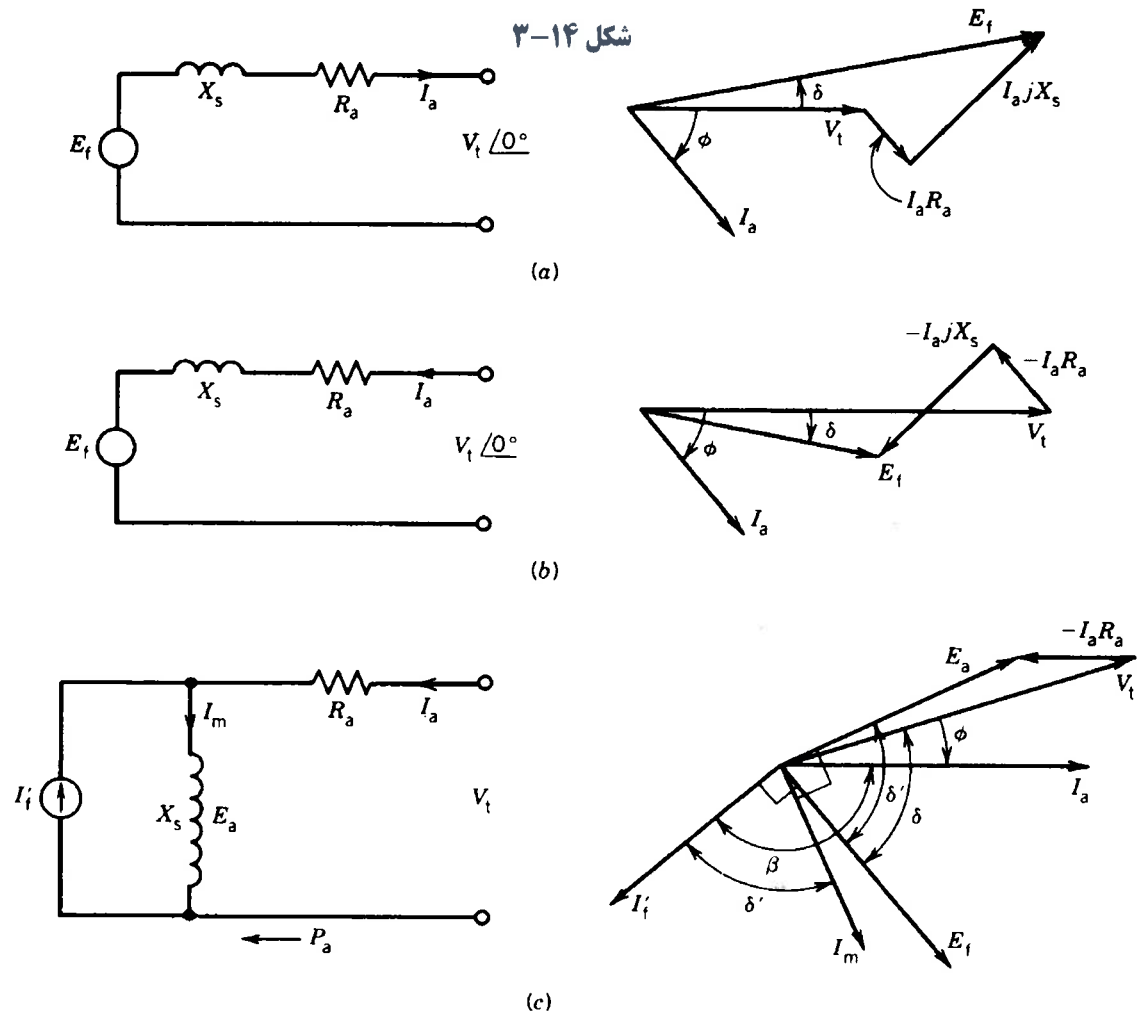 شکل ۱۴-۳
X_s
R_a
I_a
E_f
V_t ∠0°
E_f
δ
V_t
I_a jX_s
ϕ
I_a R_a
I_a
(a)
X_s
R_a
I_a
E_f
V_t ∠0°
-I_a jX_s
-I_a R_a
δ
V_t
ϕ
E_f
I_a
(b)
I_m
R_a
I_a
I'_f
X_s
E_a
V_t
P_a
-I_a R_a
E_a
V_t
ϕ
I_a
δ'
δ
β
δ'
I'_f
I_m
E_f
(c)